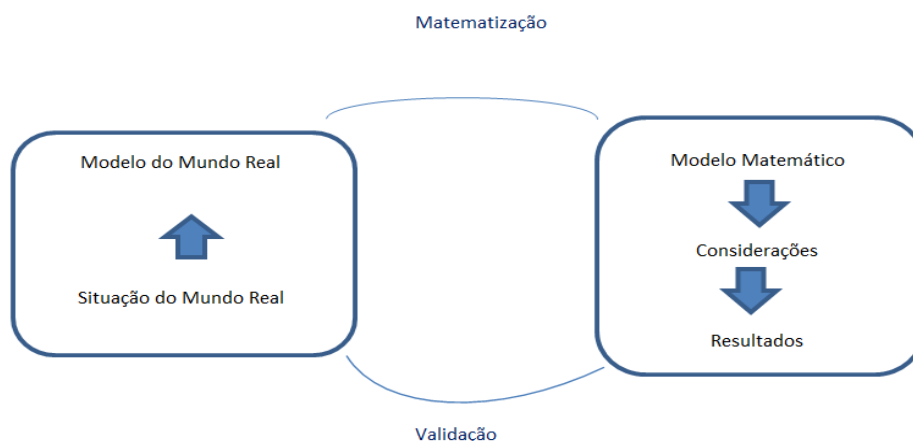 Matematização
Modelo do Mundo Real
Situação do Mundo Real
Modelo Matemático
Considerações
Resultados
Validação